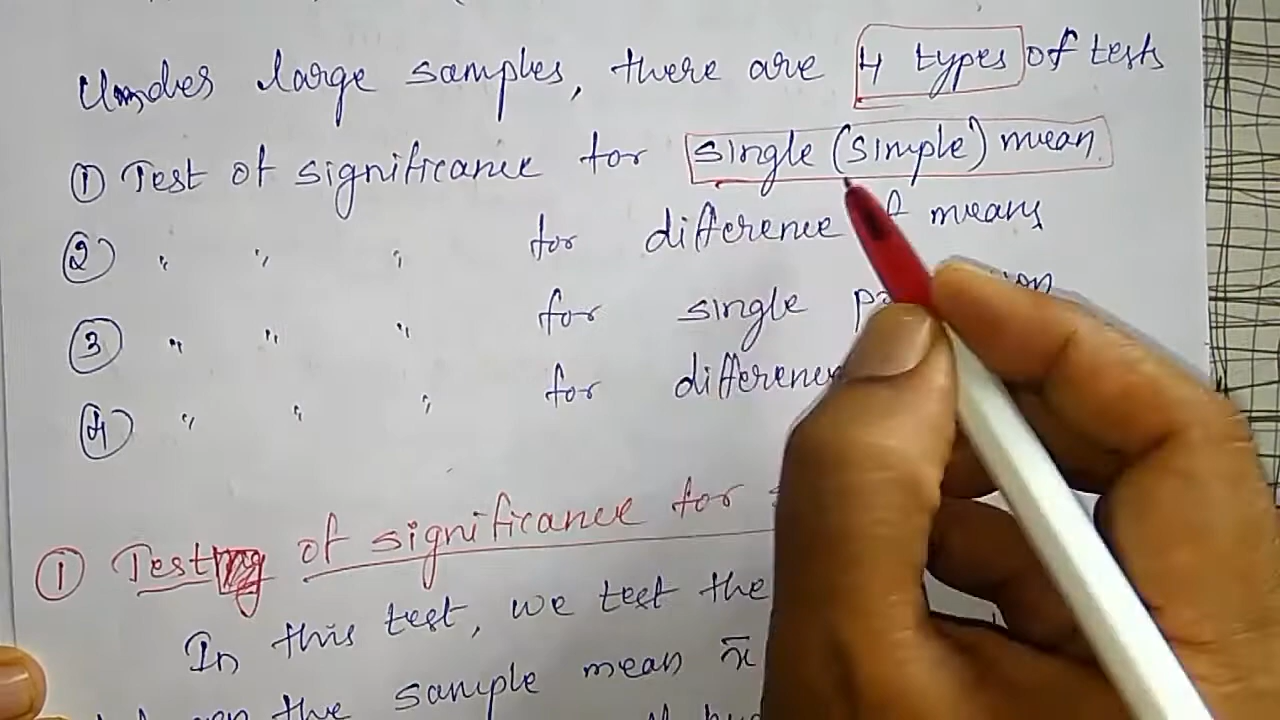 Under large samples, there are 4 types of tests
① Test of significance for single (simple) mean.
② " " " for difference of means
③ " " " for single
④ " " " for difference
① Test of significance for
In this test, we test the
the sample mean x̄